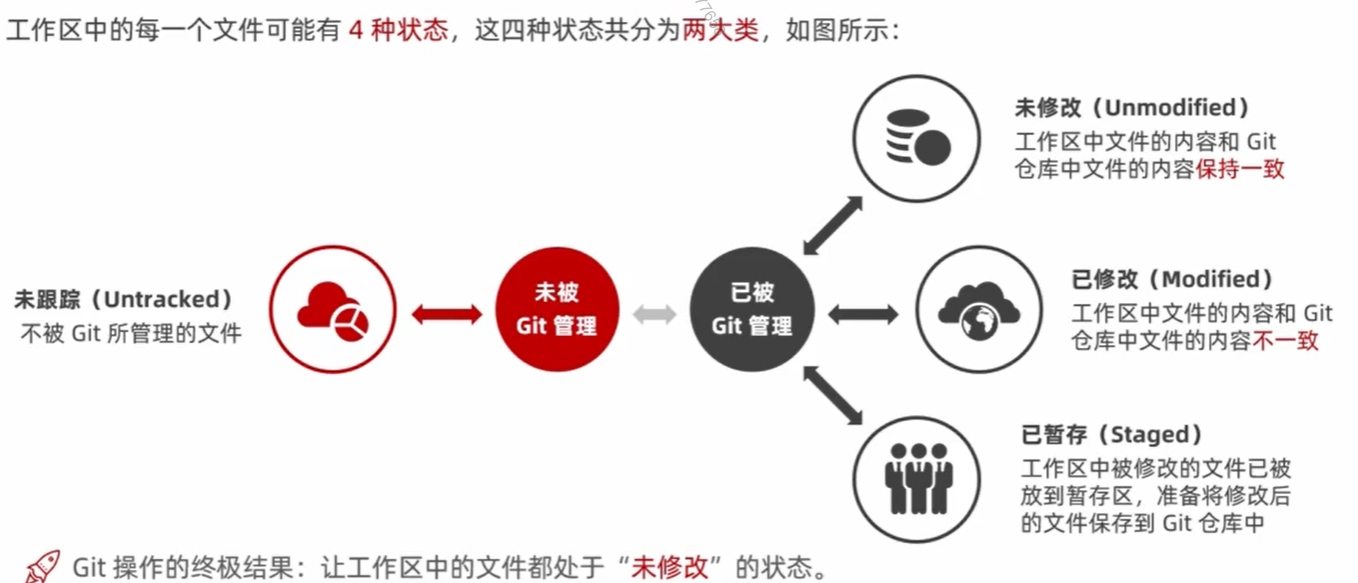 工作区中的每一个文件可能有 4 种状态，这四种状态共分为两大类，如图所示：
未修改（Unmodified）
工作区中文件的内容和 Git
仓库中文件的内容保持一致
未跟踪（Untracked）
不被 Git 所管理的文件
未被
Git 管理
已被
Git 管理
已修改（Modified）
工作区中文件的内容和 Git
仓库中文件的内容不一致
已暂存（Staged）
工作区中被修改的文件已被
放到暂存区，准备将修改后
的文件保存到 Git 仓库中
Git 操作的终极结果：让工作区中的文件都处于“未修改”的状态。